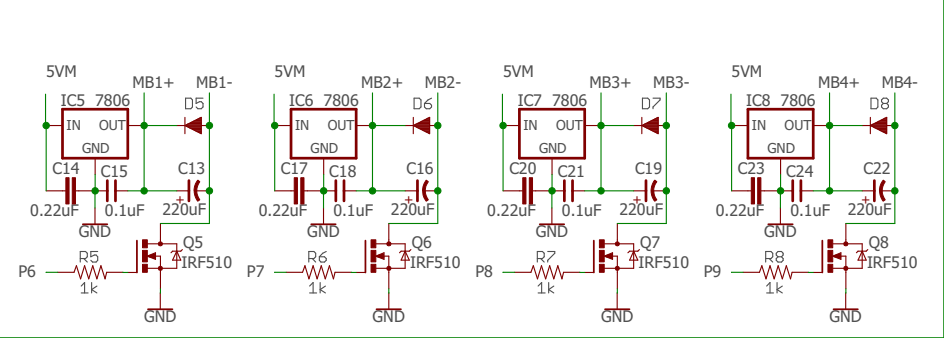 5VM MB1+ MB1- 5VM MB2+ MB2- 5VM MB3+ MB3- 5VM MB4+ MB4-
IC5 7806 D5 IC6 7806 D6 IC7 7806 D7 IC8 7806 D8
IN OUT IN OUT IN OUT IN OUT
GND GND GND GND
C14 C15 C13 C17 C18 C16 C20 C21 C19 C23 C24 C22
+ + + +
0.22uF 0.1uF 220uF 0.22uF 0.1uF 220uF 0.22uF 0.1uF 220uF 0.22uF 0.1uF 220uF
GND GND GND GND
Q5 Q6 Q7 Q8
R5 IRF510 R6 IRF510 R7 IRF510 R8 IRF510
P6 P7 P8 P9
1k 1k 1k 1k
GND GND GND GND